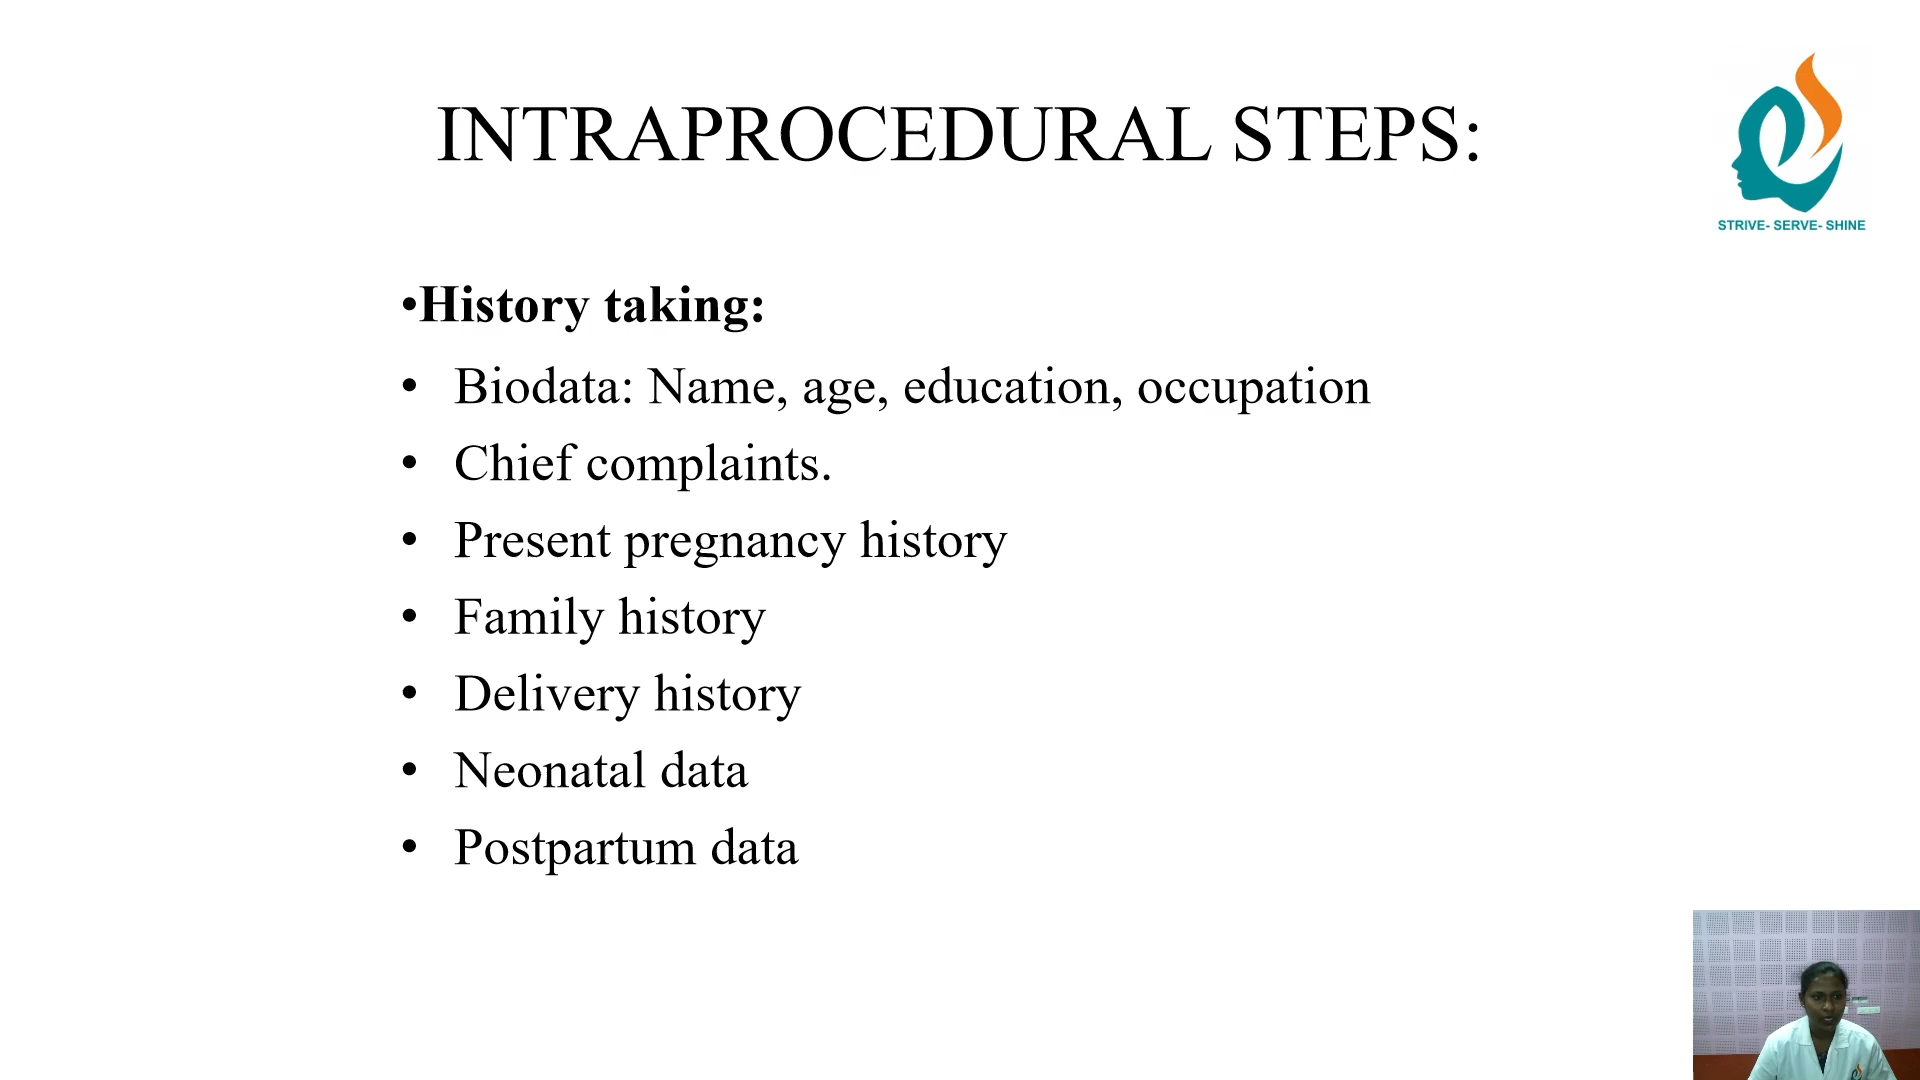 INTRAPROCEDURAL STEPS:
STRIVE- SERVE- SHINE
•History taking:
• Biodata: Name, age, education, occupation
• Chief complaints.
• Present pregnancy history
• Family history
• Delivery history
• Neonatal data
• Postpartum data